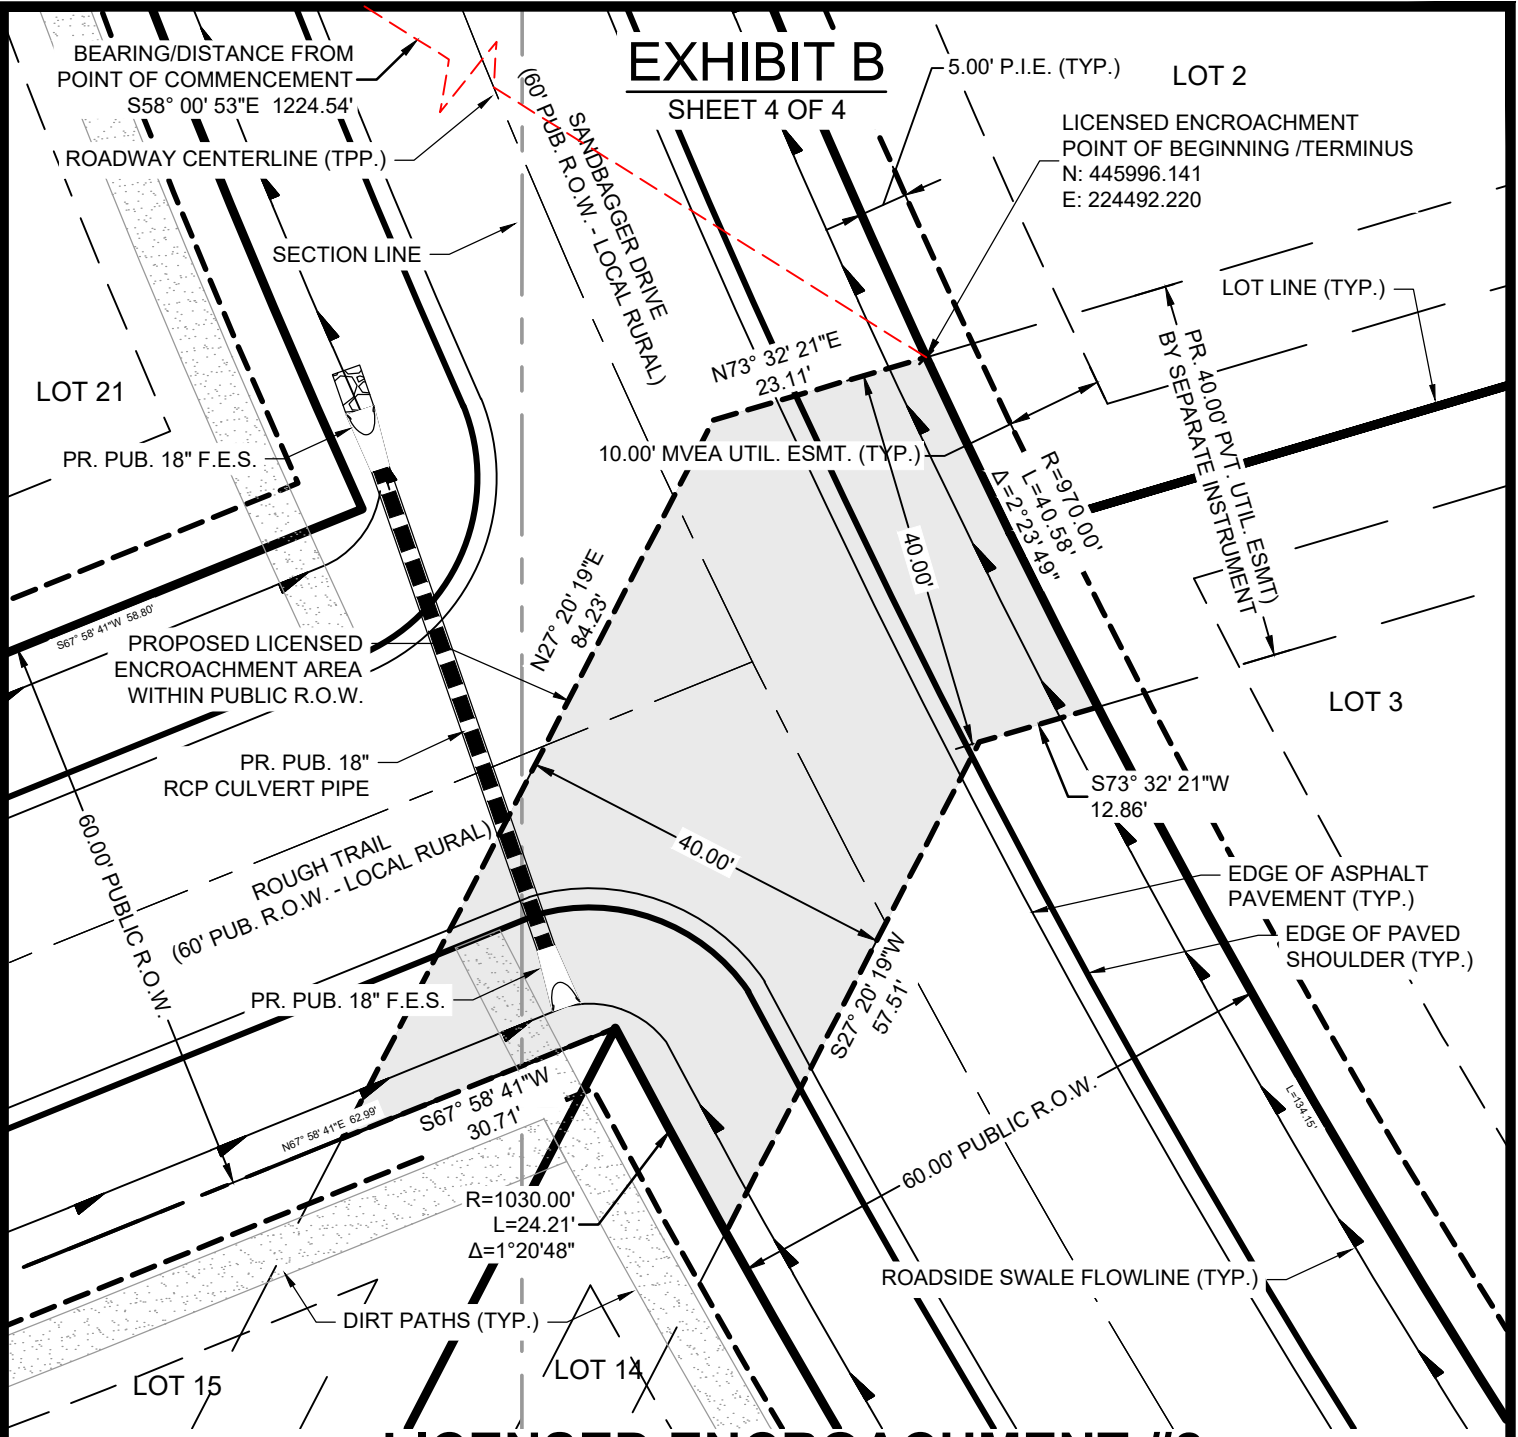 EXHIBIT B
SHEET 4 OF 4
BEARING/DISTANCE FROM
POINT OF COMMENCEMENT
S58° 00' 53"E 1224.54'
ROADWAY CENTERLINE (TPP.)
SECTION LINE
SANDBAGGER DRIVE
(60' PUB. R.O.W. - LOCAL RURAL)
5.00' P.I.E. (TYP.)
LOT 2
LICENSED ENCROACHMENT
POINT OF BEGINNING /TERMINUS
N: 445996.141
E: 224492.220
LOT LINE (TYP.)
PR. 40.00' PVT. UTIL. ESMT)
BY SEPARATE INSTRUMENT
N73° 32' 21"E
23.11'
LOT 21
PR. PUB. 18" F.E.S.
10.00' MVEA UTIL. ESMT. (TYP.)
R=970.00'
L=40.58'
Δ=2°23'49"
40.00'
N27° 20' 19"E
84.23'
S67° 58' 41"W 58.80'
PROPOSED LICENSED
ENCROACHMENT AREA
WITHIN PUBLIC R.O.W.
PR. PUB. 18"
RCP CULVERT PIPE
LOT 3
S73° 32' 21"W
12.86'
40.00'
ROUGH TRAIL
(60' PUB. R.O.W. - LOCAL RURAL)
60.00' PUBLIC R.O.W.
EDGE OF ASPHALT
PAVEMENT (TYP.)
EDGE OF PAVED
SHOULDER (TYP.)
PR. PUB. 18" F.E.S.
S27° 20' 19"W
57.51'
N67° 58' 41"E 62.99'
S67° 58' 41"W
30.71'
60.00' PUBLIC R.O.W.
L=134.15'
R=1030.00'
L=24.21'
Δ=1°20'48"
ROADSIDE SWALE FLOWLINE (TYP.)
DIRT PATHS (TYP.)
LOT 14
LOT 15
LICENSED ENCROACHMENT